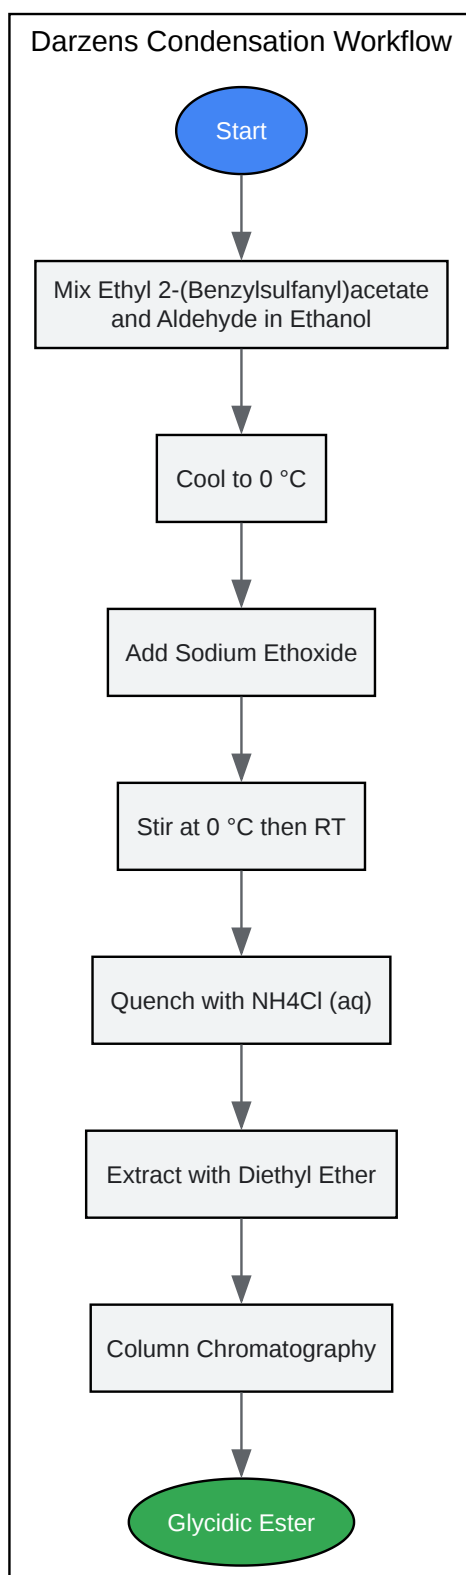 Darzens Condensation Workflow
Start
Mix Ethyl 2-(Benzylsulfanyl)acetate
and Aldehyde in Ethanol
Cool to 0 °C
Add Sodium Ethoxide
Stir at 0 °C then RT
Quench with NH4Cl (aq)
Extract with Diethyl Ether
Column Chromatography
Glycidic Ester